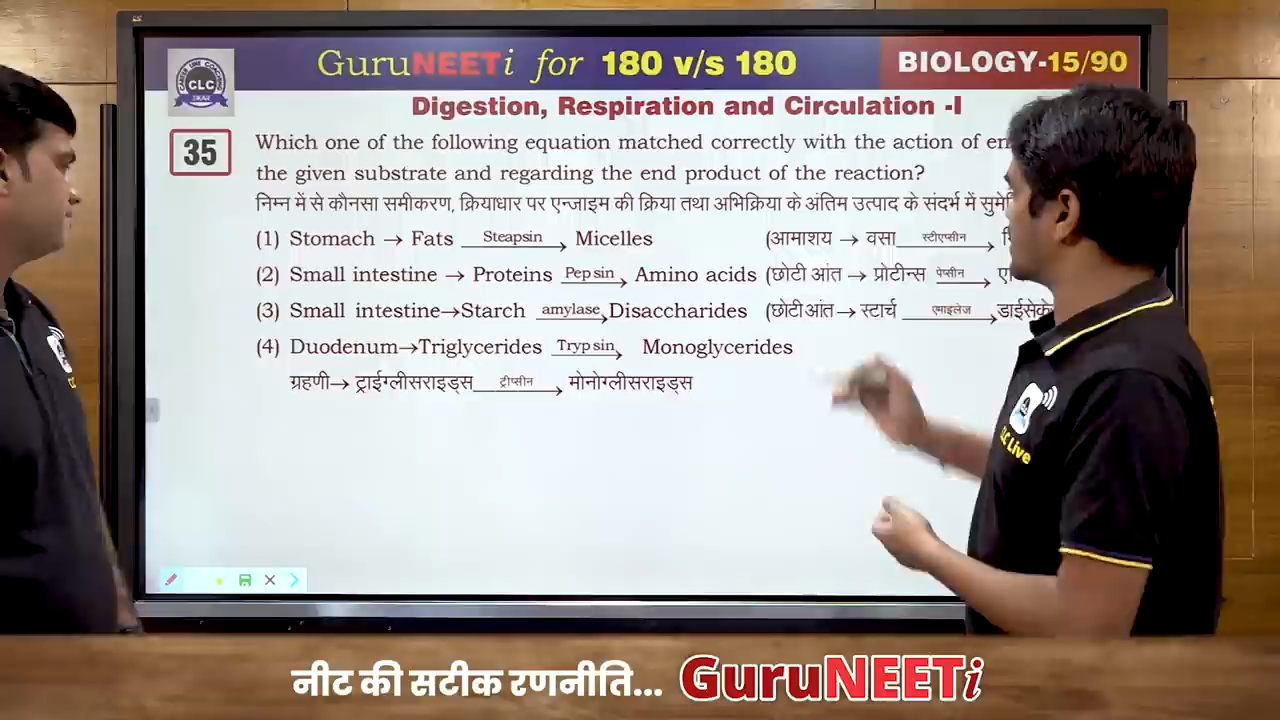 CLC
SIKAR
GuruNEETi for 180 v/s 180
BIOLOGY-15/90
Digestion, Respiration and Circulation -I
35
Which one of the following equation matched correctly with the action of
the given substrate and regarding the end product of the reaction?
निम्न में से कौनसा समीकरण, क्रियाधार पर एन्जाइम की क्रिया तथा अभिक्रिया के अंतिम उत्पाद के संदर्भ में
(1) Stomach → Fats Steapsin → Micelles (आमाशय → वसा स्टीएप्सीन →
(2) Small intestine → Proteins Pepsin → Amino acids (छोटी आंत → प्रोटीन्स पेप्सीन →
(3) Small intestine→Starch amylase→Disaccharides (छोटी आंत → स्टार्च एमाइलेज →
(4) Duodenum→Triglycerides Trypsin → Monoglycerides
ग्रहणी→ ट्राईग्लीसराइड्स ट्रीप्सीन → मोनोग्लीसराइड्स
CLC Live
नीट की सटीक रणनीति... GuruNEETi